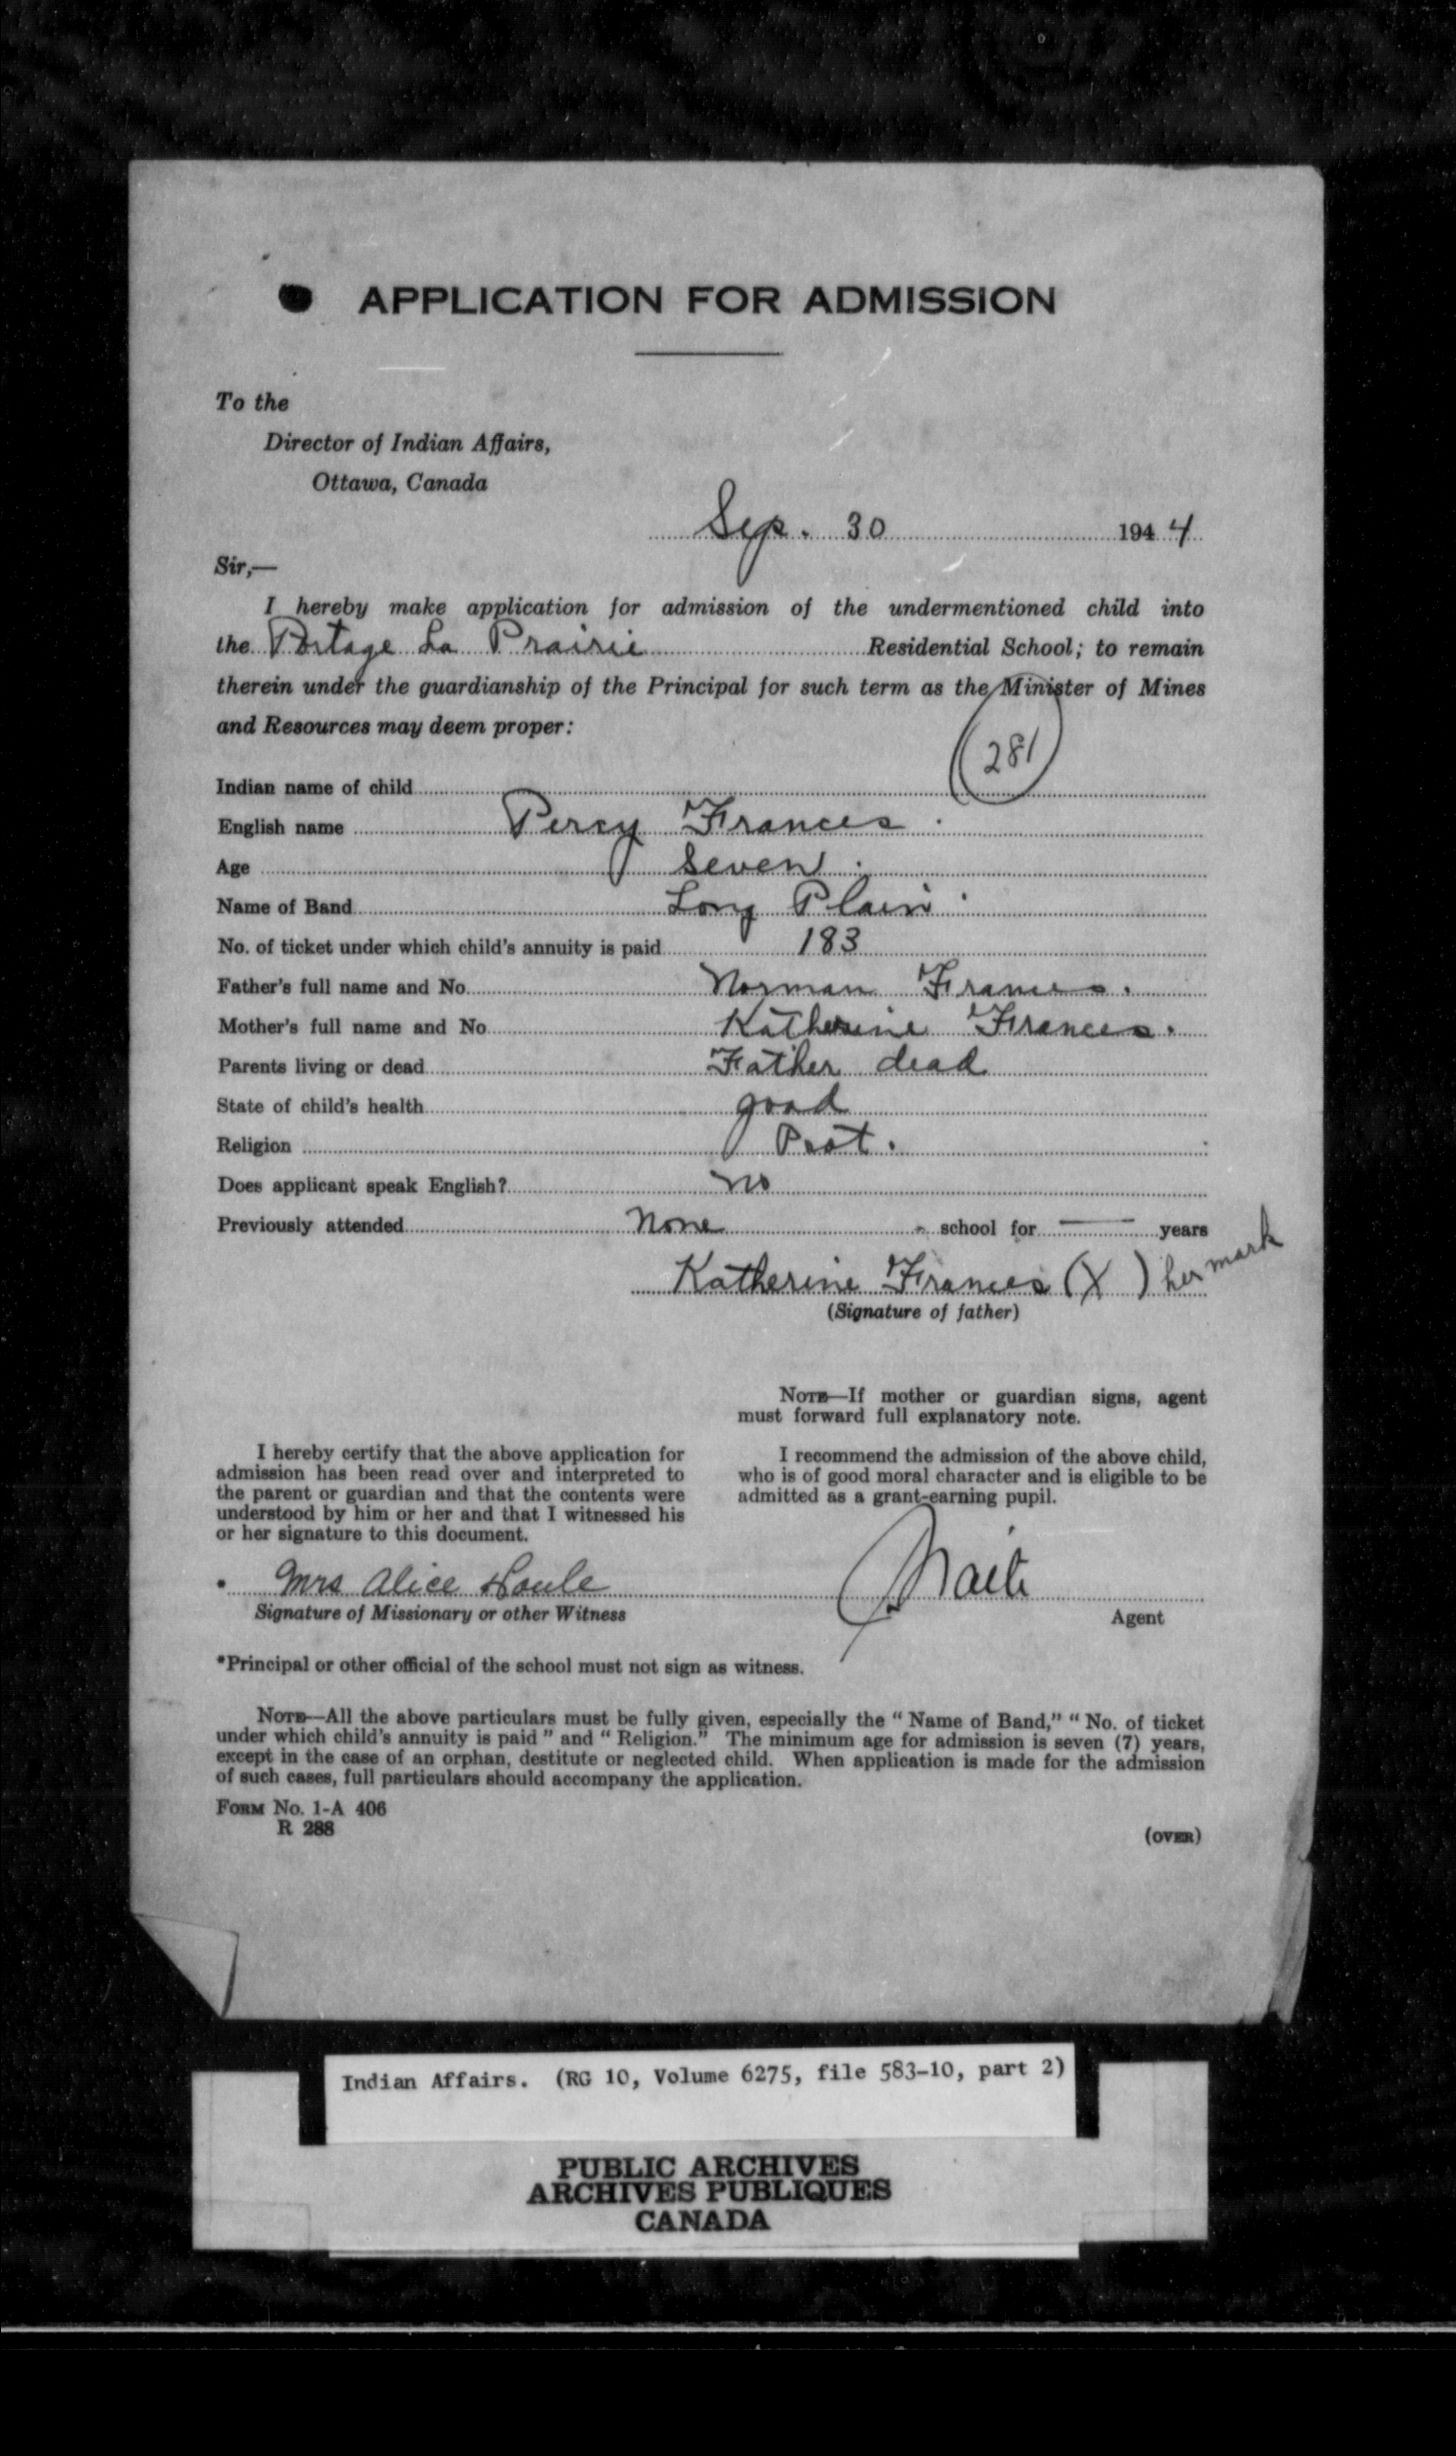 APPLICATION FOR ADMISSION
To the
Director of Indian Affairs,
Ottawa, Canada
Sep. 30 1944
Sir,—
I hereby make application for admission of the undermentioned child into
the Portage La Prairie Residential School; to remain
therein under the guardianship of the Principal for such term as the Minister of Mines
and Resources may deem proper:
281
Indian name of child
English name Percy Frances.
Age Seven.
Name of Band Long Plain.
No. of ticket under which child's annuity is paid 183
Father's full name and No. Norman Frances.
Mother's full name and No. Katherine Frances.
Parents living or dead Father dead
State of child's health good
Religion Prot.
Does applicant speak English? no
Previously attended None school for — years
Katherine Frances (X) her mark
(Signature of father)
NOTE—If mother or guardian signs, agent
must forward full explanatory note.
I hereby certify that the above application for
admission has been read over and interpreted to
the parent or guardian and that the contents were
understood by him or her and that I witnessed his
or her signature to this document.
I recommend the admission of the above child,
who is of good moral character and is eligible to be
admitted as a grant-earning pupil.
* Mrs Alice Houle
Signature of Missionary or other Witness
Agent
*Principal or other official of the school must not sign as witness.
NOTE—All the above particulars must be fully given, especially the "Name of Band," "No. of ticket
under which child's annuity is paid" and "Religion." The minimum age for admission is seven (7) years,
except in the case of an orphan, destitute or neglected child. When application is made for the admission
of such cases, full particulars should accompany the application.
FORM No. 1-A 406
R 288
(OVER)
Indian Affairs. (RG 10, Volume 6275, file 583-10, part 2)
PUBLIC ARCHIVES
ARCHIVES PUBLIQUES
CANADA